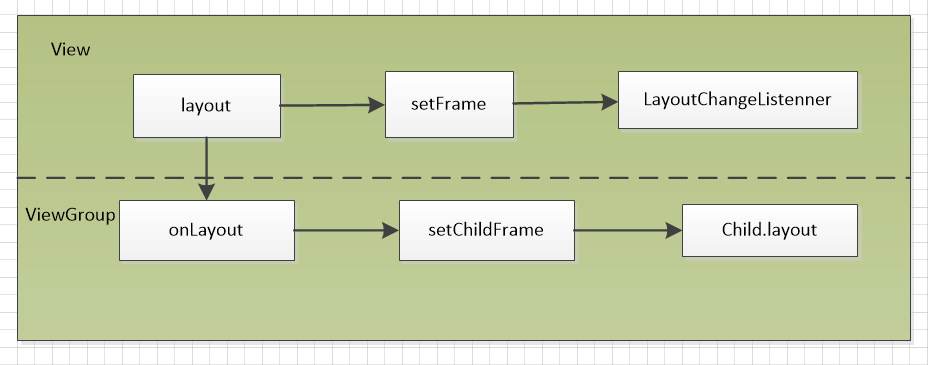 View
layout
setFrame
LayoutChangeListenner
ViewGroup
onLayout
setChildFrame
Child.layout